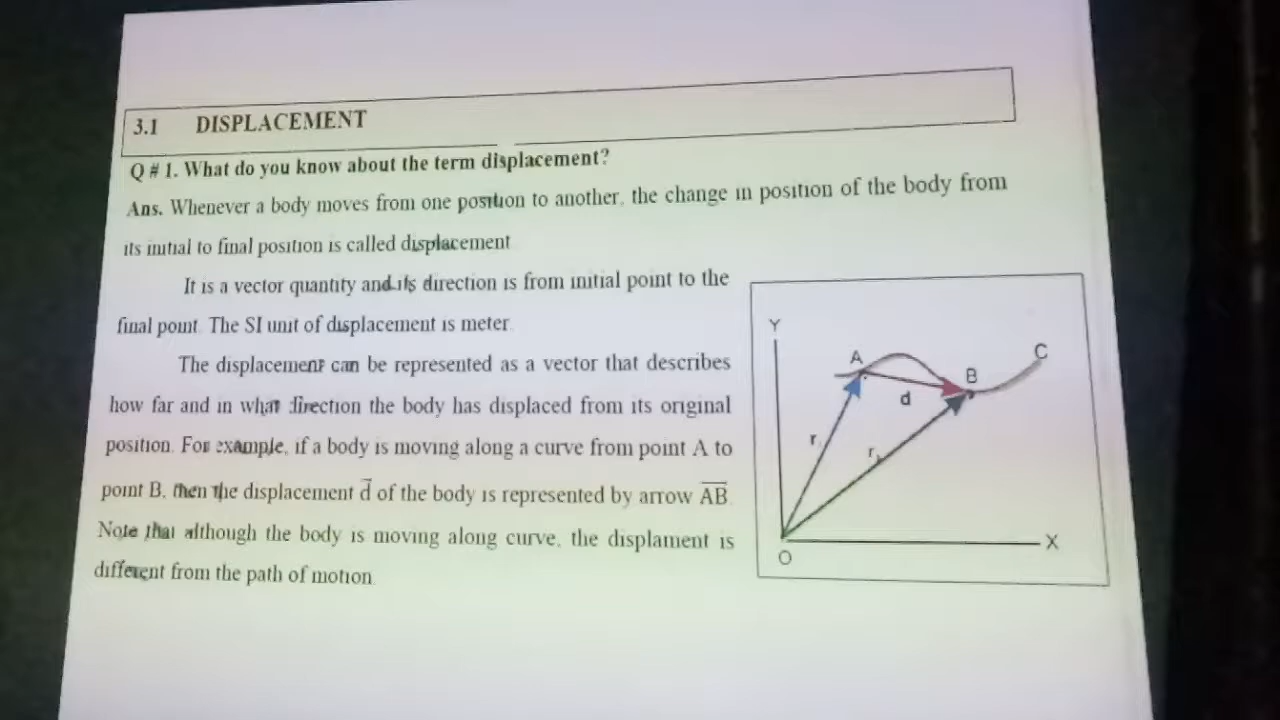 3.1 DISPLACEMENT
Q # 1. What do you know about the term displacement?
Ans. Whenever a body moves from one position to another, the change in position of the body from
its initial to final position is called displacement
It is a vector quantity and its direction is from initial point to the
final point. The SI unit of displacement is meter.
The displacement can be represented as a vector that describes
how far and in what direction the body has displaced from its original
position. For example, if a body is moving along a curve from point A to
point B, then the displacement d⃗ of the body is represented by arrow A̅B̅.
Note that although the body is moving along curve, the displament is
different from the path of motion.
Y
A
B
C
d
r
r
O
X